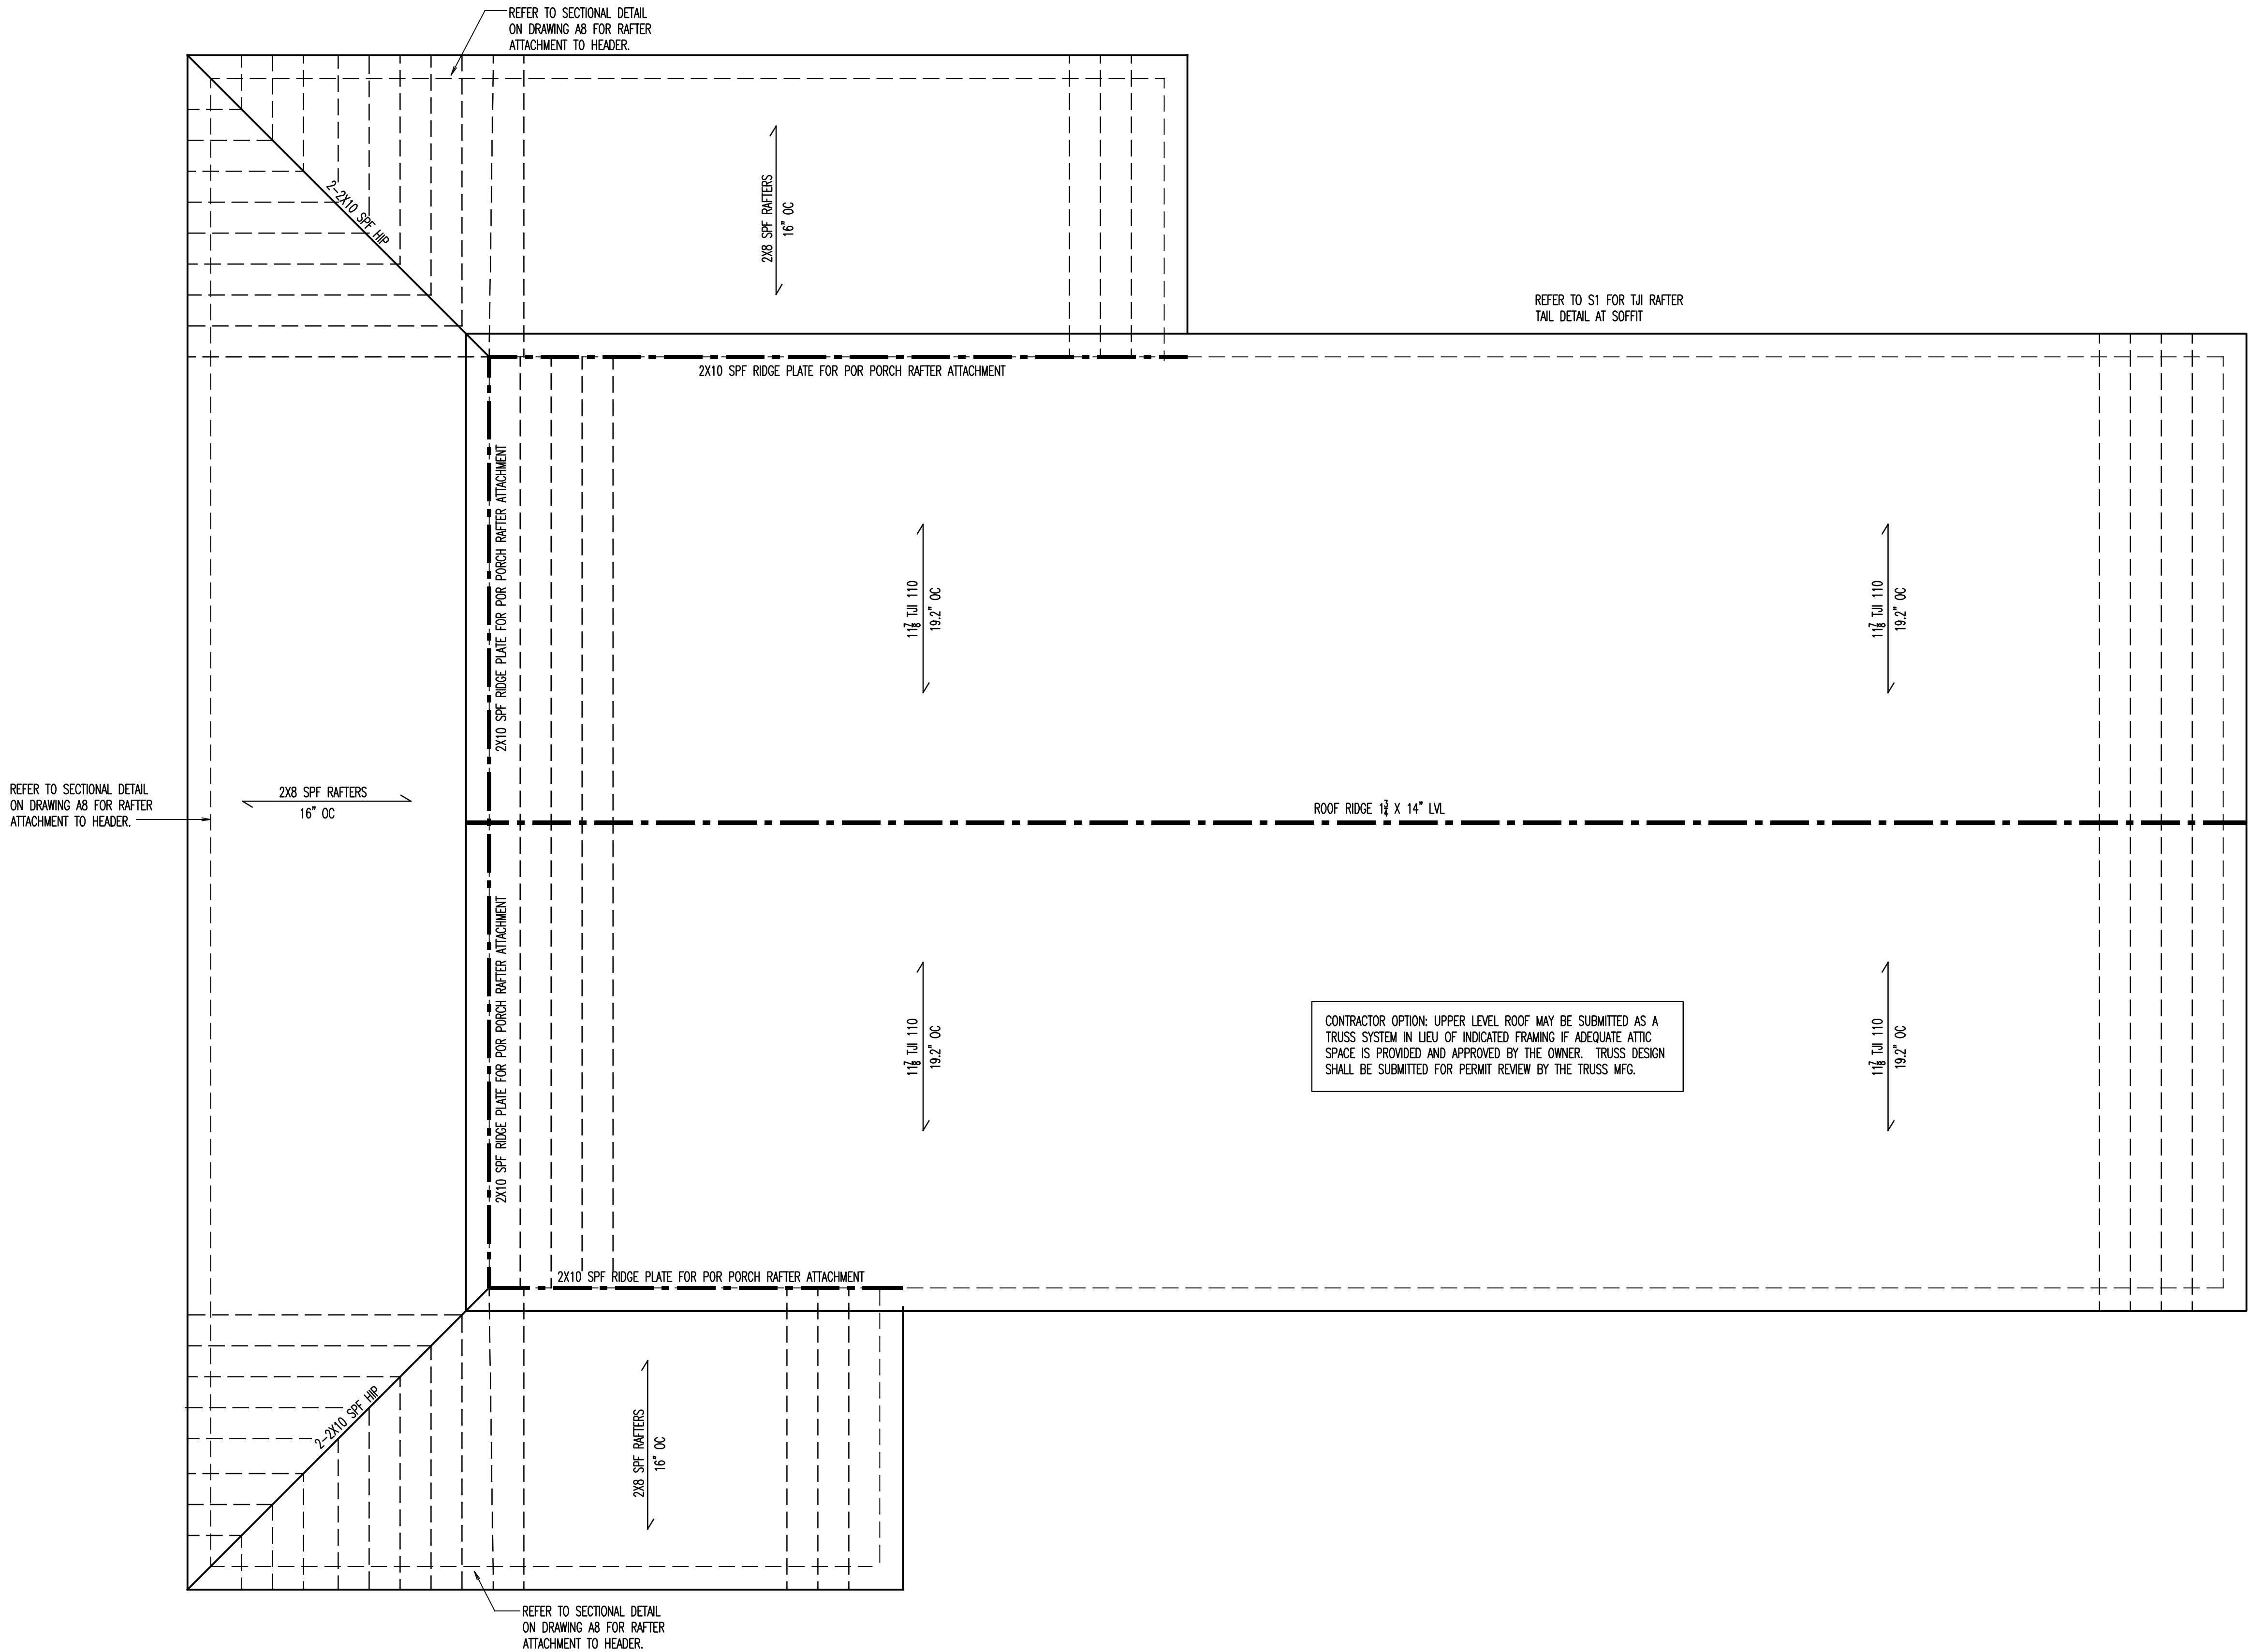 REFER TO SECTIONAL DETAIL
ON DRAWING A8 FOR RAFTER
ATTACHMENT TO HEADER.
2-2X10 SPF HIP
2X8 SPF RAFTERS
16" OC
REFER TO S1 FOR TJI RAFTER
TAIL DETAIL AT SOFFIT
2X10 SPF RIDGE PLATE FOR POR PORCH RAFTER ATTACHMENT
2X10 SPF RIDGE PLATE FOR POR PORCH RAFTER ATTACHMENT
11⅞ TJI 110
19.2" OC
11⅞ TJI 110
19.2" OC
REFER TO SECTIONAL DETAIL
ON DRAWING A8 FOR RAFTER
ATTACHMENT TO HEADER.
2X8 SPF RAFTERS
16" OC
ROOF RIDGE 1¾ X 14" LVL
2X10 SPF RIDGE PLATE FOR POR PORCH RAFTER ATTACHMENT
11⅞ TJI 110
19.2" OC
CONTRACTOR OPTION: UPPER LEVEL ROOF MAY BE SUBMITTED AS A
TRUSS SYSTEM IN LIEU OF INDICATED FRAMING IF ADEQUATE ATTIC
SPACE IS PROVIDED AND APPROVED BY THE OWNER. TRUSS DESIGN
SHALL BE SUBMITTED FOR PERMIT REVIEW BY THE TRUSS MFG.
11⅞ TJI 110
19.2" OC
2X10 SPF RIDGE PLATE FOR POR PORCH RAFTER ATTACHMENT
2-2X10 SPF HIP
2X8 SPF RAFTERS
16" OC
REFER TO SECTIONAL DETAIL
ON DRAWING A8 FOR RAFTER
ATTACHMENT TO HEADER.